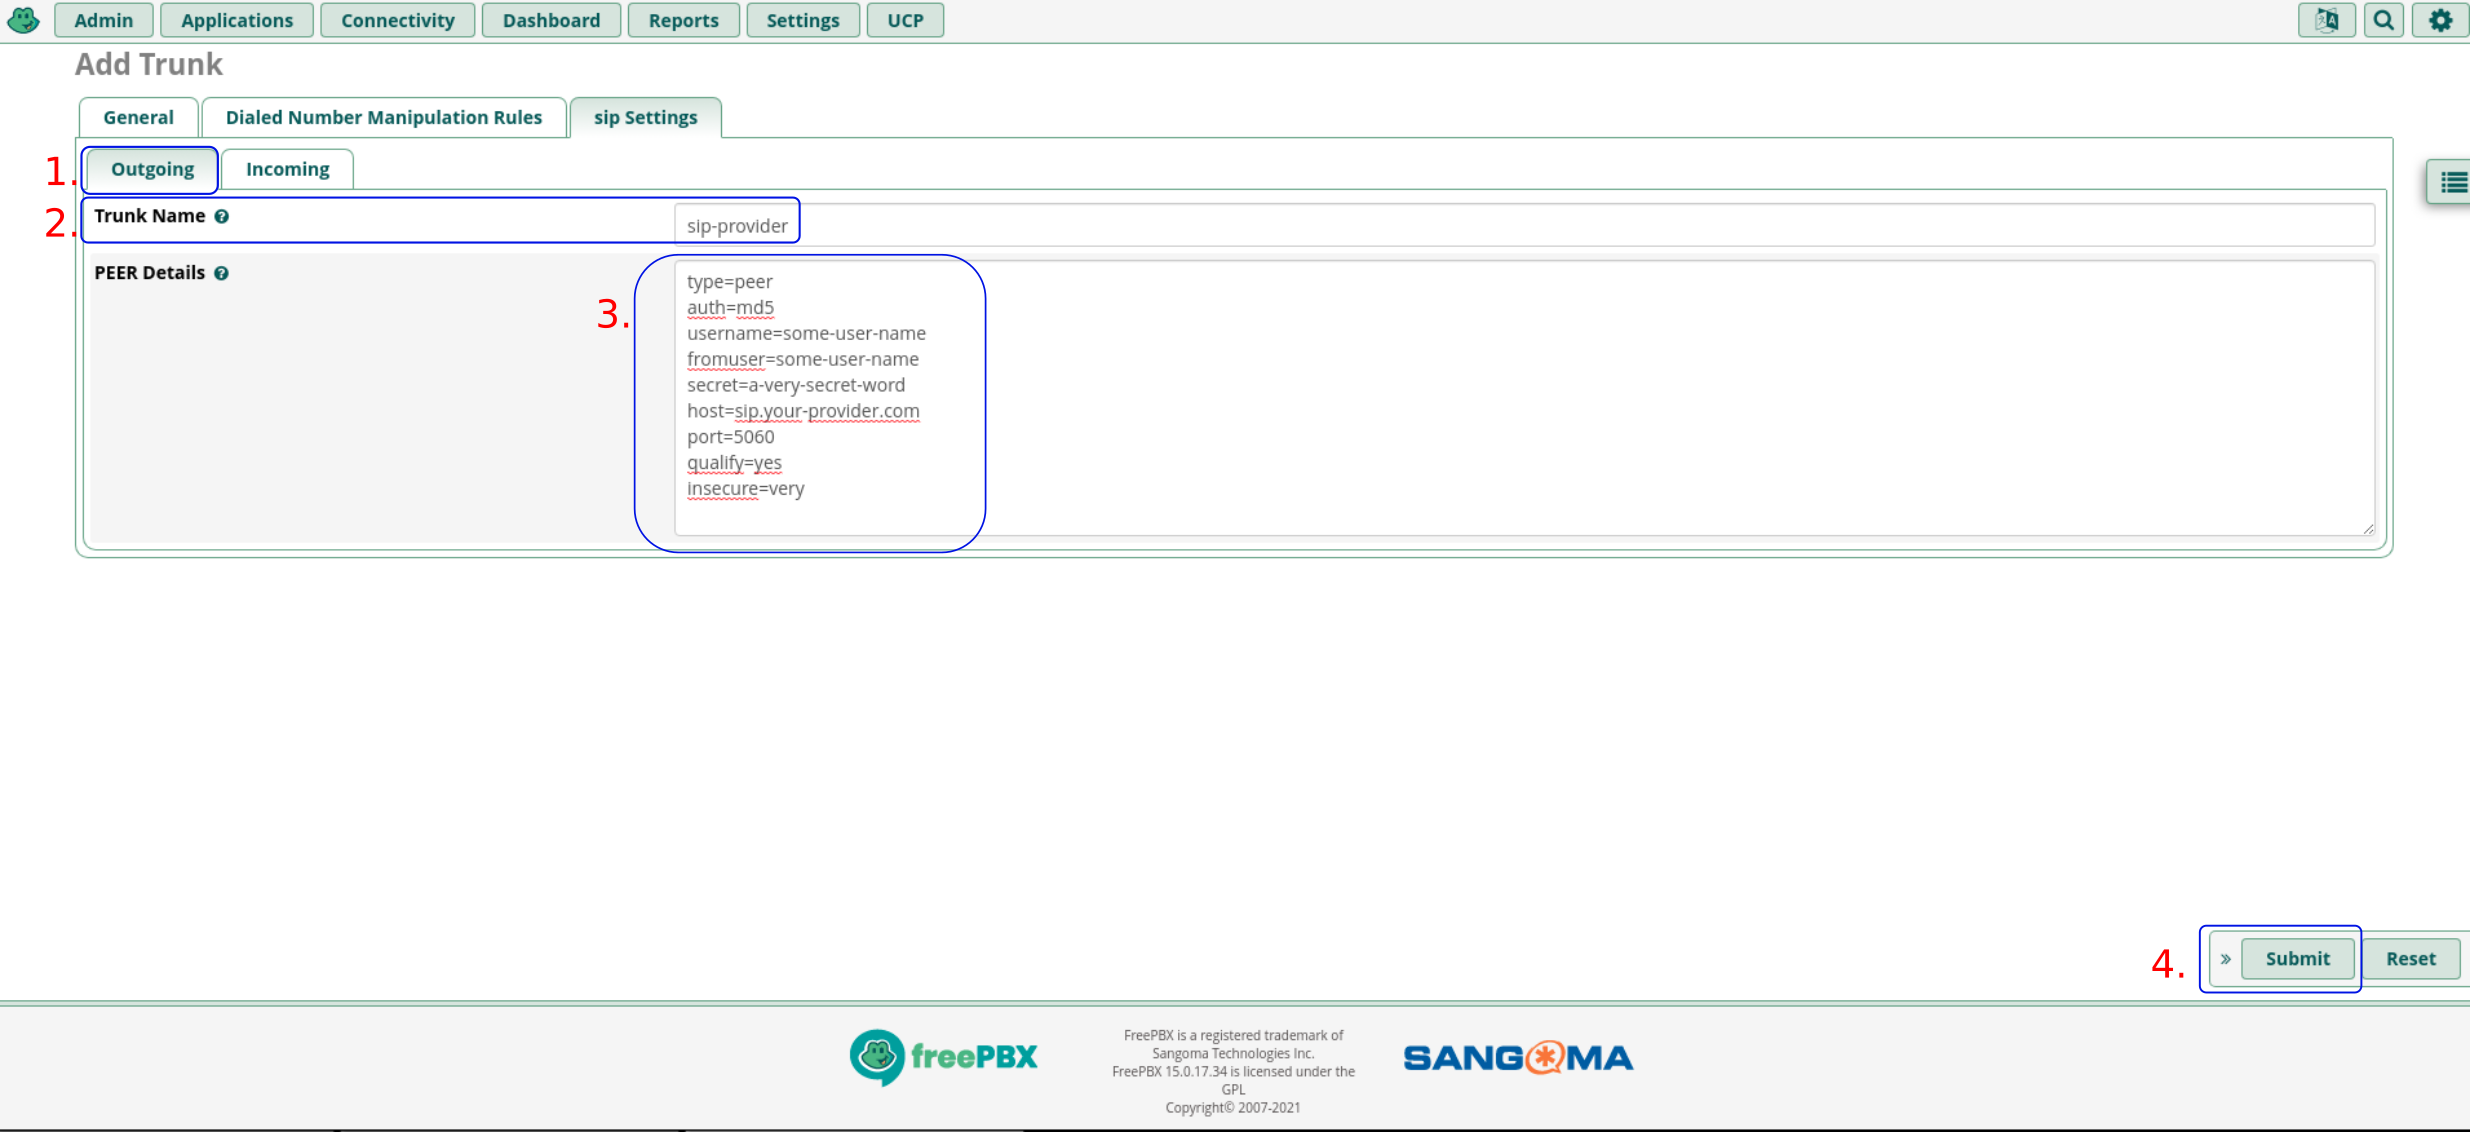 Admin Applications Connectivity Dashboard Reports Settings UCP
Add Trunk
General Dialed Number Manipulation Rules sip Settings
1. Outgoing Incoming
2. Trunk Name sip-provider
PEER Details
3.
type=peer
auth=md5
username=some-user-name
fromuser=some-user-name
secret=a-very-secret-word
host=sip.your-provider.com
port=5060
qualify=yes
insecure=very
4. » Submit Reset
freePBX
FreePBX is a registered trademark of
Sangoma Technologies Inc.
FreePBX 15.0.17.34 is licensed under the
GPL
Copyright© 2007-2021
SANGOMA